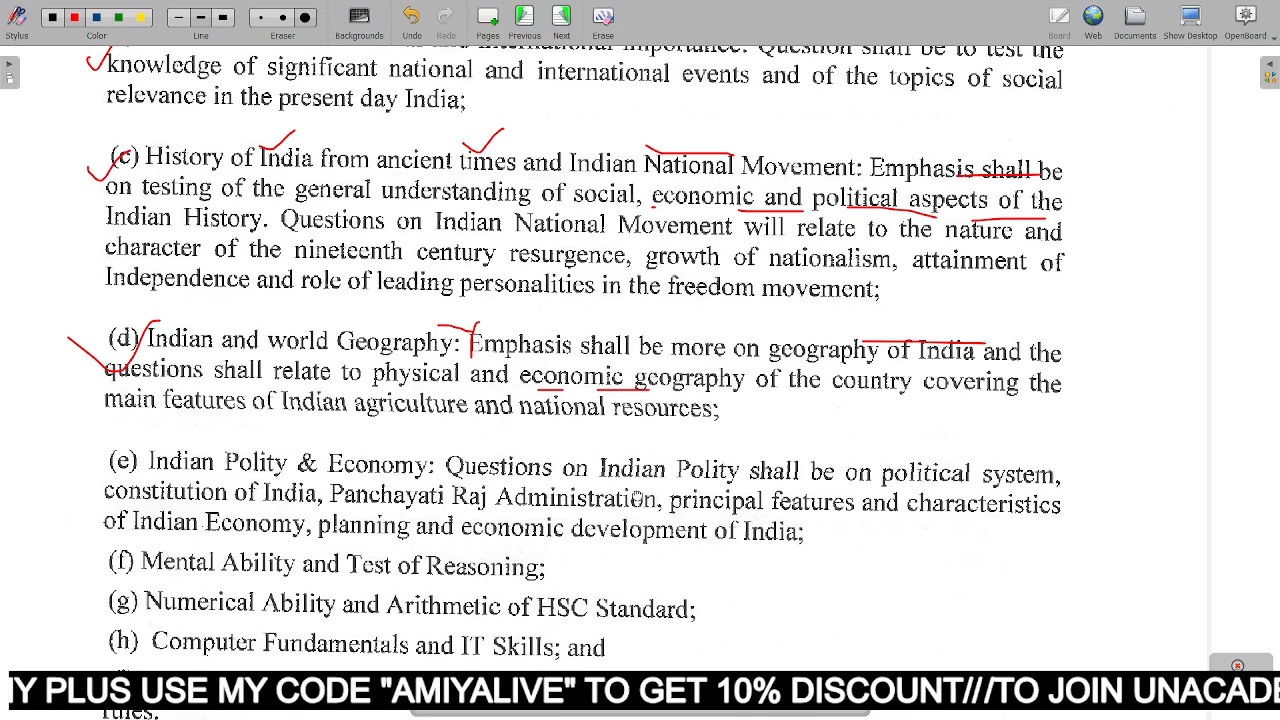 Stylus Color Line Eraser Backgrounds Undo Redo Pages Previous Next Erase Board Web Documents Show Desktop OpenBoard
International Importance: Question shall be to test the
knowledge of significant national and international events and of the topics of social
relevance in the present day India;
(c) History of India from ancient times and Indian National Movement: Emphasis shall be
on testing of the general understanding of social, economic and political aspects of the
Indian History. Questions on Indian National Movement will relate to the nature and
character of the nineteenth century resurgence, growth of nationalism, attainment of
Independence and role of leading personalities in the freedom movement;
(d) Indian and world Geography: Emphasis shall be more on geography of India and the
questions shall relate to physical and economic geography of the country covering the
main features of Indian agriculture and national resources;
(e) Indian Polity & Economy: Questions on Indian Polity shall be on political system,
constitution of India, Panchayati Raj Administration, principal features and characteristics
of Indian Economy, planning and economic development of India;
(f) Mental Ability and Test of Reasoning;
(g) Numerical Ability and Arithmetic of HSC Standard;
(h) Computer Fundamentals and IT Skills; and
Y PLUS USE MY CODE "AMIYALIVE" TO GET 10% DISCOUNT///TO JOIN UNACADE
rules.